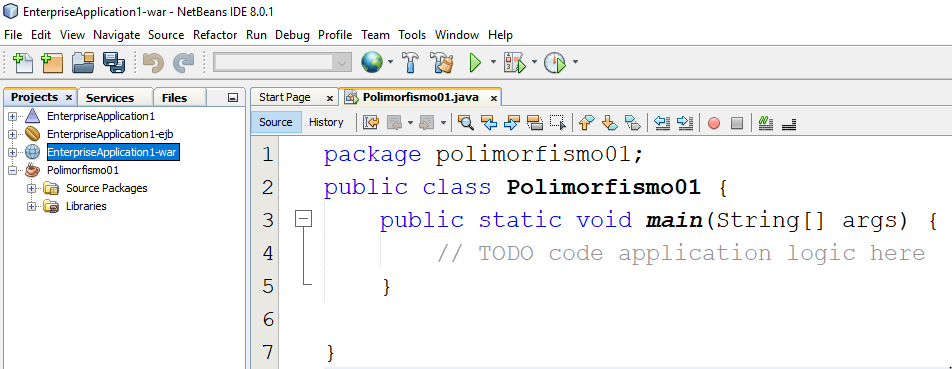 EnterpriseApplication1-war - NetBeans IDE 8.0.1
File Edit View Navigate Source Refactor Run Debug Profile Team Tools Window Help
Projects x Services Files
EnterpriseApplication1
EnterpriseApplication1-ejb
EnterpriseApplication1-war
Polimorfismo01
Source Packages
Libraries
Start Page x Polimorfismo01.java x
Source History
1 package polimorfismo01;
2 public class Polimorfismo01 {
3 public static void main(String[] args) {
4 // TODO code application logic here
5 }
6
7 }